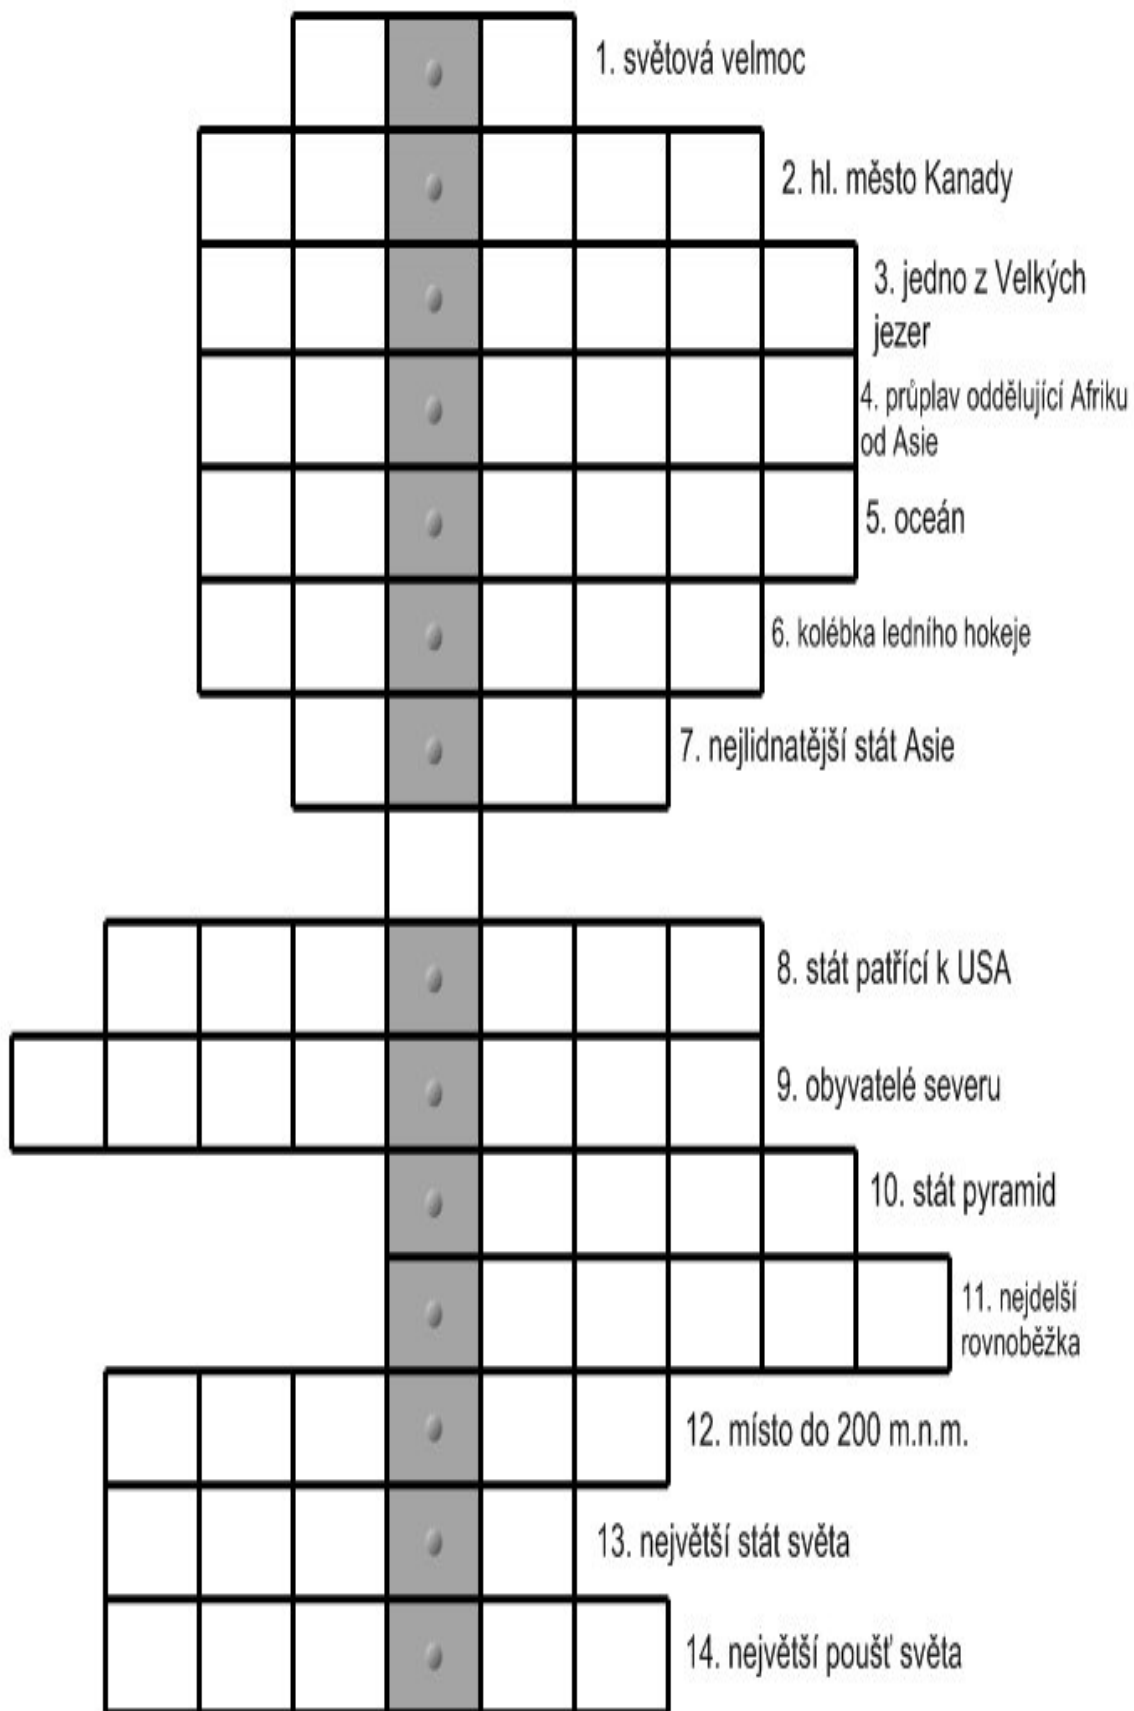 1. světová velmoc
2. hl. město Kanady
3. jedno z Velkých
jezer
4. průplav oddělující Afriku
od Asie
5. oceán
6. kolébka ledního hokeje
7. nejlidnatější stát Asie
8. stát patřící k USA
9. obyvatelé severu
10. stát pyramid
11. nejdelší
rovnoběžka
12. místo do 200 m.n.m.
13. největší stát světa
14. největší poušť světa